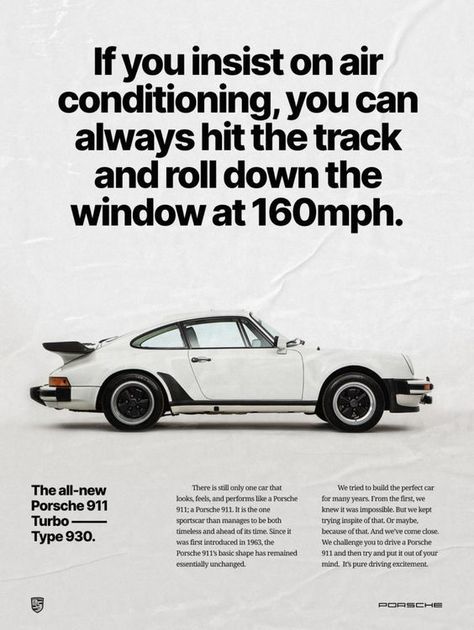 If you insist on air
conditioning, you can
always hit the track
and roll down the
window at 160mph.
The all-new
Porsche 911
Turbo ——
Type 930.
There is still only one car that
looks, feels, and performs like a Porsche
911; a Porsche 911. It is the one
sportscar than manages to be both
timeless and ahead of its time. Since it
was first introduced in 1963, the
Porsche 911's basic shape has remained
essentially unchanged.
We tried to build the perfect car
for many years. From the first, we
knew it was impossible. But we kept
trying inspite of that. Or maybe,
because of that. And we've come close.
We challenge you to drive a Porsche
911 and then try and put it out of your
mind. It's pure driving excitement.
PORSCHE